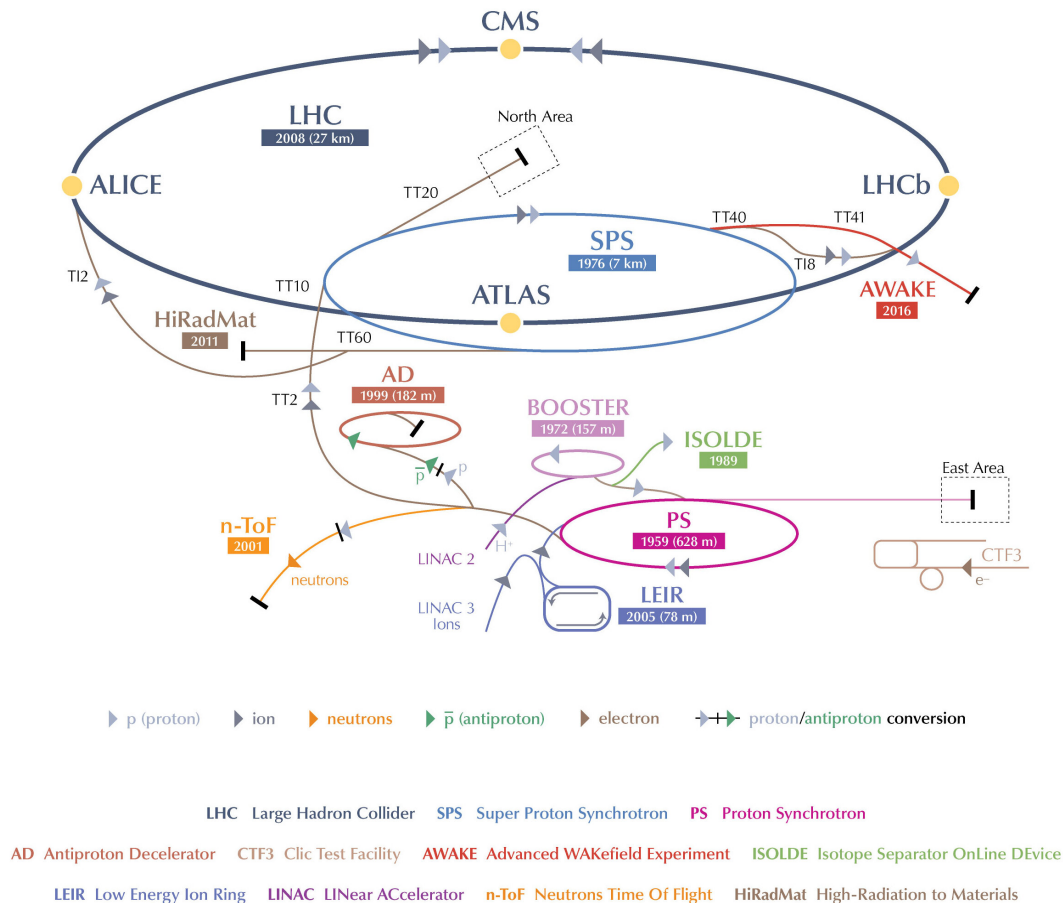 CMS
LHC
2008 (27 km)
North Area
ALICE
LHCb
TT20
TT40
TT41
SPS
1976 (7 km)
TI8
TI2
TT10
ATLAS
AWAKE
2016
HiRadMat
2011
TT60
AD
1999 (182 m)
TT2
BOOSTER
1972 (157 m)
ISOLDE
1989
p̅
p
East Area
n-ToF
2001
PS
1959 (628 m)
H⁺
LINAC 2
neutrons
CTF3
e⁻
LEIR
2005 (78 m)
LINAC 3
Ions
p (proton) ion neutrons p̅ (antiproton) electron proton/antiproton conversion
LHC Large Hadron Collider SPS Super Proton Synchrotron PS Proton Synchrotron
AD Antiproton Decelerator CTF3 Clic Test Facility AWAKE Advanced WAKefield Experiment ISOLDE Isotope Separator OnLine DEvice
LEIR Low Energy Ion Ring LINAC LINear ACcelerator n-ToF Neutrons Time Of Flight HiRadMat High-Radiation to Materials